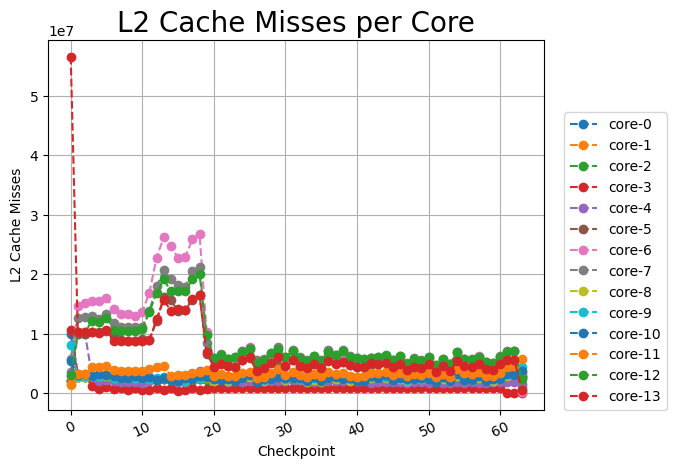 L2 Cache Misses per Core
1e7
5
4
3
2
1
0
L2 Cache Misses
0
10
20
30
40
50
60
Checkpoint
core-0
core-1
core-2
core-3
core-4
core-5
core-6
core-7
core-8
core-9
core-10
core-11
core-12
core-13